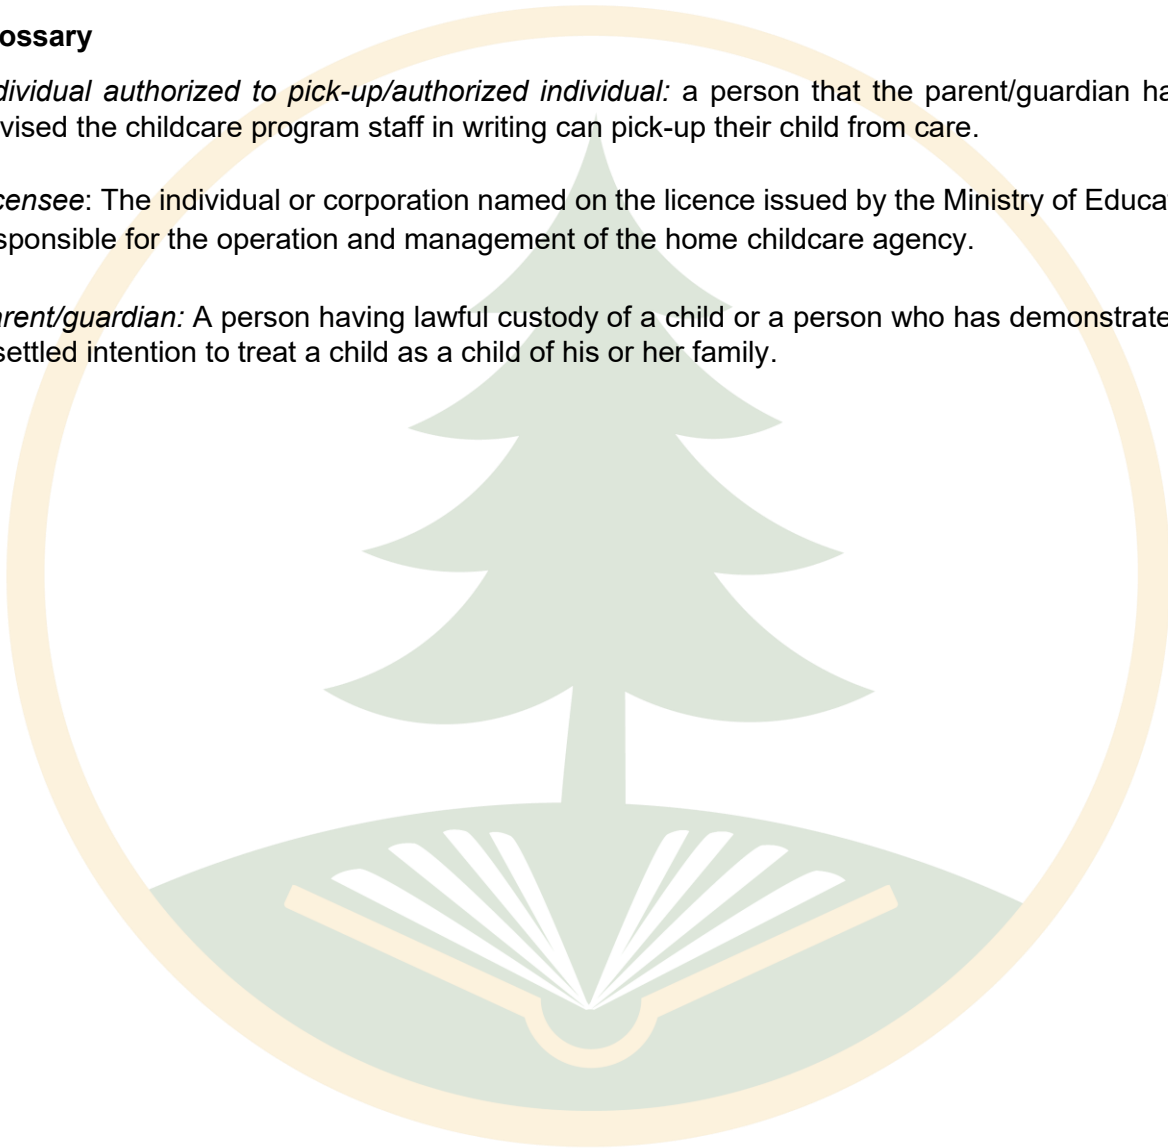 ossary
dividual authorized to pick-up/authorized individual: a person that the parent/guardian ha
vised the childcare program staff in writing can pick-up their child from care.
censee: The individual or corporation named on the licence issued by the Ministry of Educa
sponsible for the operation and management of the home childcare agency.
arent/guardian: A person having lawful custody of a child or a person who has demonstrate
settled intention to treat a child as a child of his or her family.